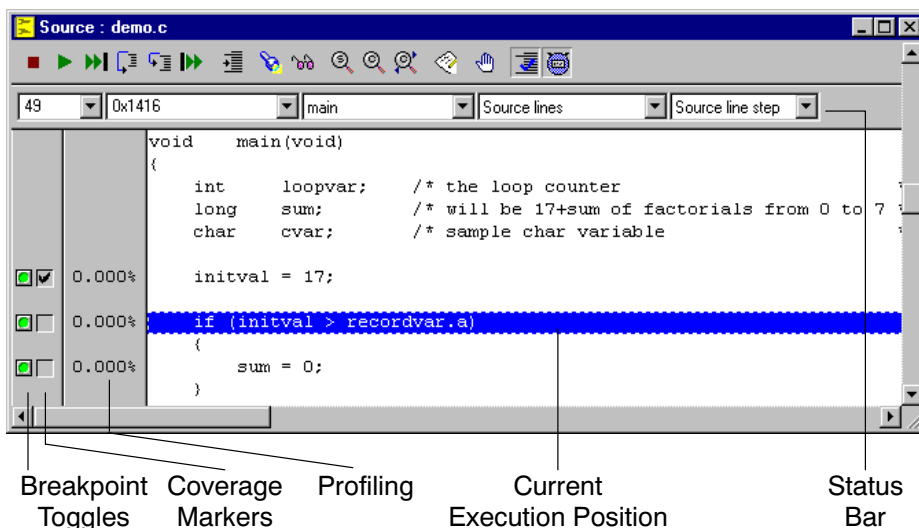 Source : demo.c
49 0x1416 main Source lines Source line step
void main(void)
{
int loopvar; /* the loop counter *
long sum; /* will be 17+sum of factorials from 0 to 7 *
char cvar; /* sample char variable *
0.000% initval = 17;
0.000% if (initval > recordvar.a)
{
0.000% sum = 0;
}
Breakpoint Toggles
Coverage Markers
Profiling
Current Execution Position
Status Bar